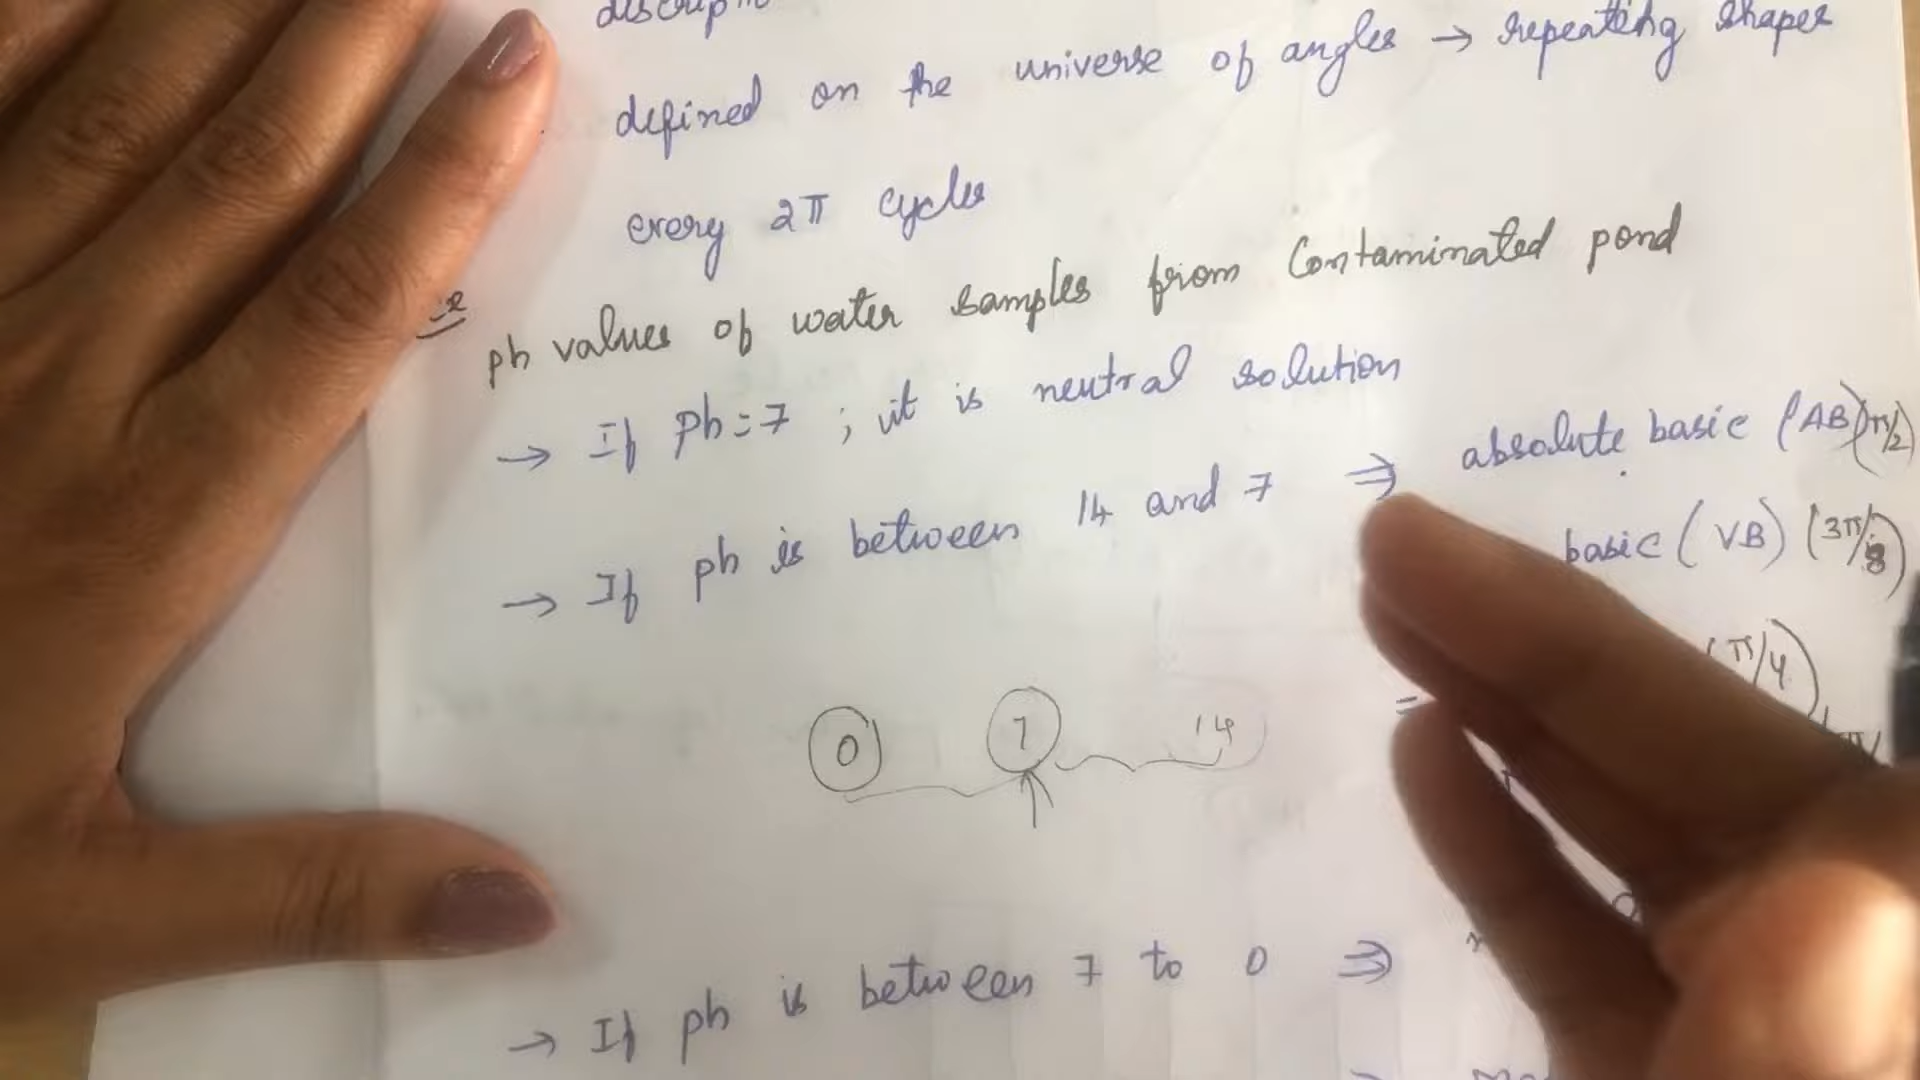 defined on the universe of angles → repeating shapes
every 2π cycles
ph values of water samples from Contaminated pond
→ If Ph=7 ; it is neutral solution
→ If ph is between 14 and 7 ⇒ absolute basic (AB)(π/2)
basic (VB) (3π/8)
(π/4)
0 7 14
→ If ph is between 7 to 0 ⇒